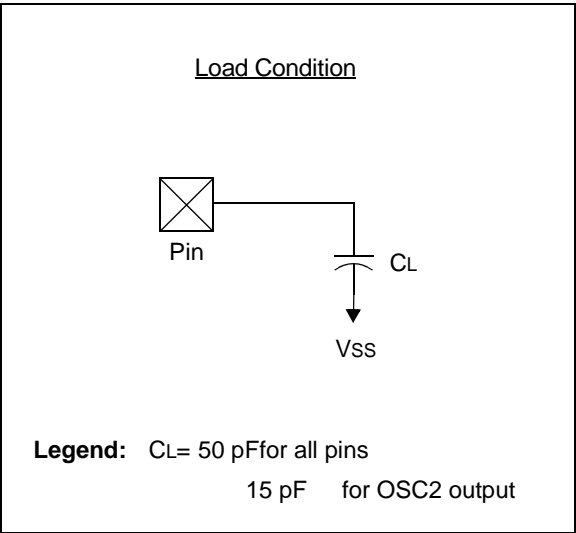 Load Condition
Pin
CL
VSS
Legend: CL= 50 pFfor all pins
15 pF for OSC2 output